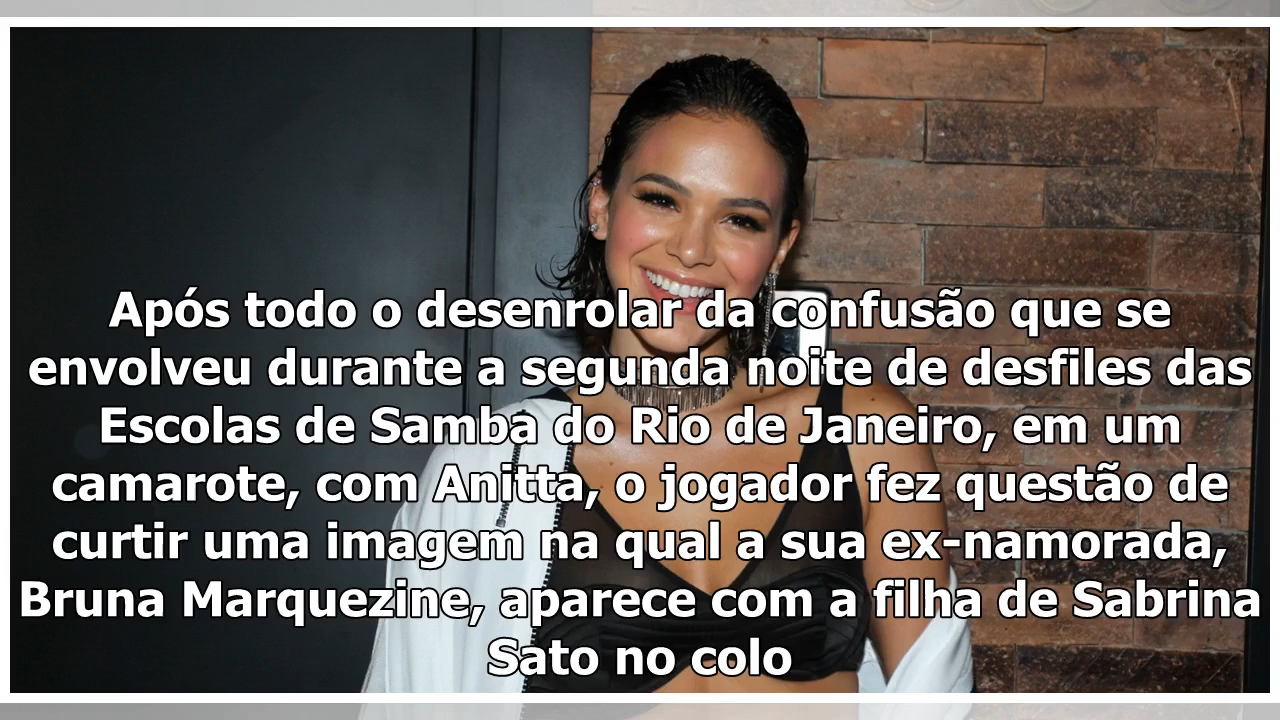 Após todo o desenrolar da confusão que se
envolveu durante a segunda noite de desfiles das
Escolas de Samba do Rio de Janeiro, em um
camarote, com Anitta, o jogador fez questão de
curtir uma imagem na qual a sua ex-namorada,
Bruna Marquezine, aparece com a filha de Sabrina
Sato no colo